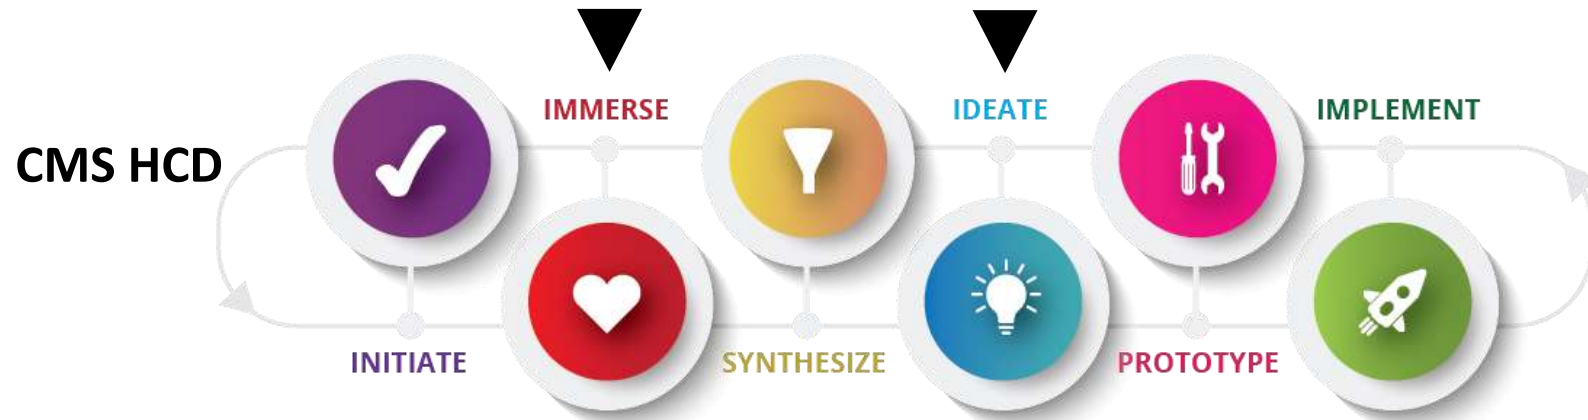 CMS HCD
INITIATE
IMMERSE
SYNTHESIZE
IDEATE
PROTOTYPE
IMPLEMENT